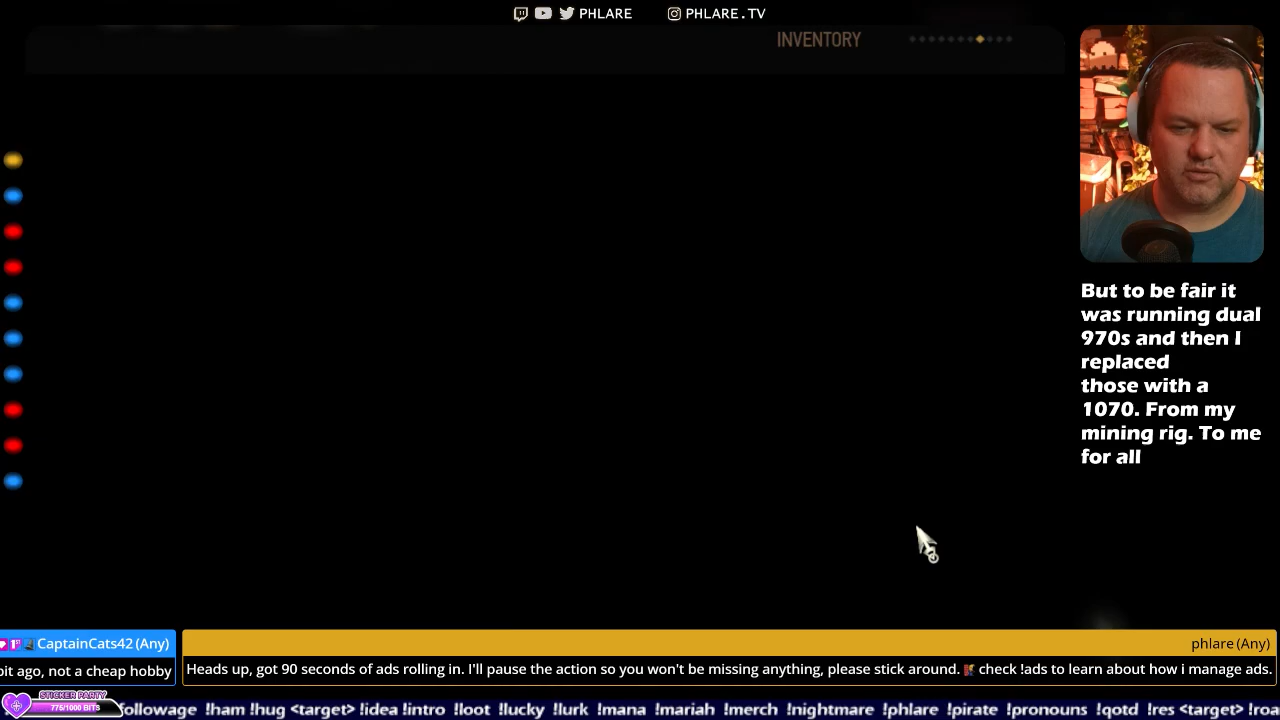 PHLARE PHLARE.TV
INVENTORY
But to be fair it
was running dual
970s and then I
replaced
those with a
1070. From my
mining rig. To me
for all
CaptainCats42 (Any)
phlare (Any)
bit ago, not a cheap hobby
Heads up, got 90 seconds of ads rolling in. I'll pause the action so you won't be missing anything, please stick around. check !ads to learn about how i manage ads.
STICKER PARTY
775/1000 BITS
followage !ham !hug <target> !idea !intro !loot !lucky !lurk !mana !mariah !merch !nightmare !phlare !pirate !pronouns !qotd !res <target> !roa